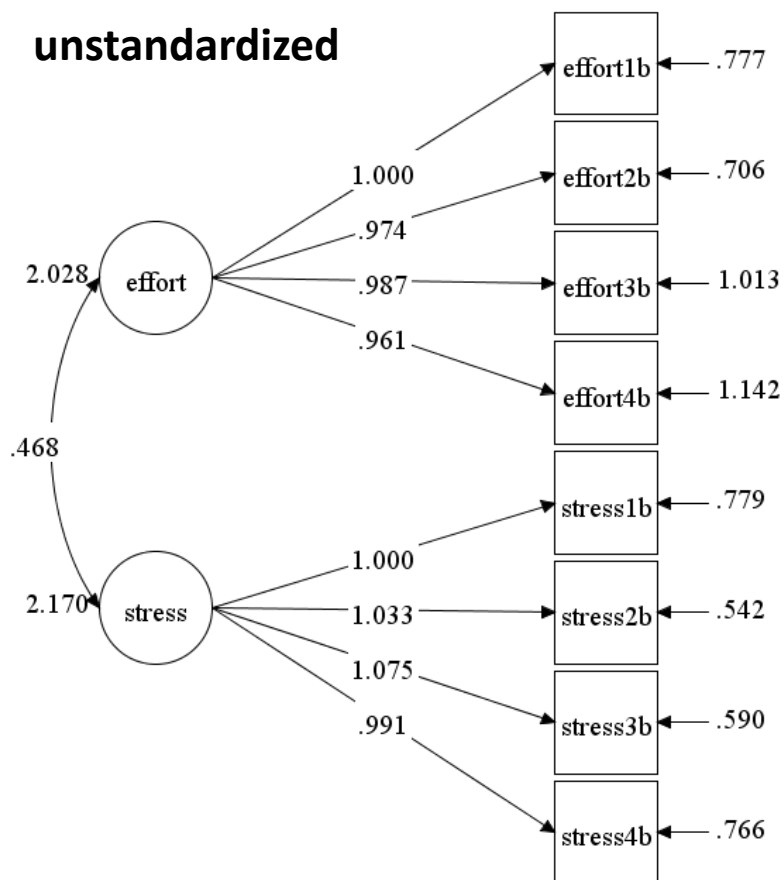 unstandardized
effort1b
.777
1.000
effort2b
.706
.974
2.028
effort
.987
effort3b
1.013
.961
effort4b
1.142
.468
stress1b
.779
1.000
2.170
stress
1.033
stress2b
.542
1.075
stress3b
.590
.991
stress4b
.766